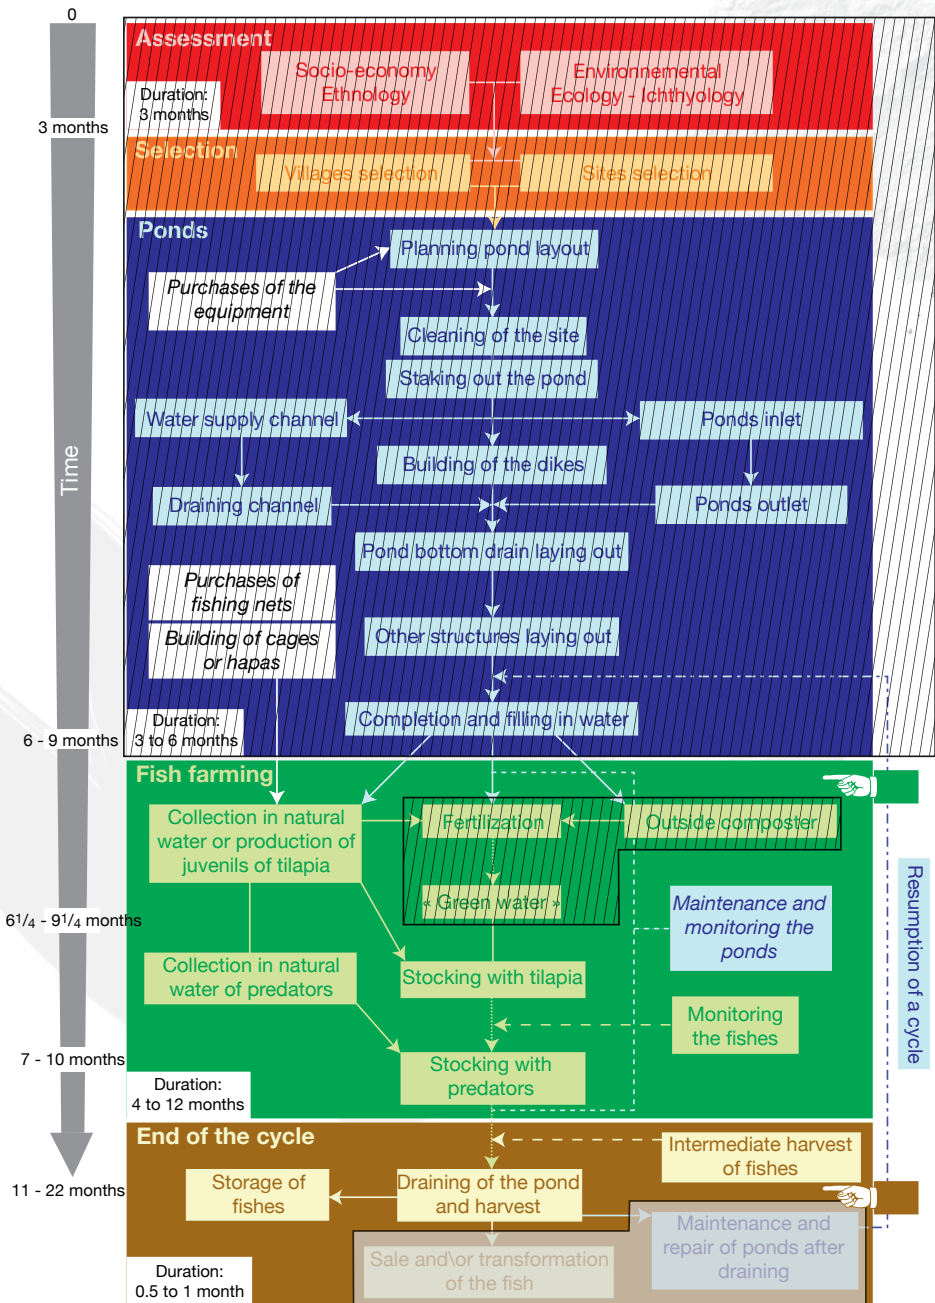 0
Assessment
Socio-economy
Ethnology
Environnemental
Ecology - Ichthyology
Duration:
3 months
3 months
Selection
Villages selection
Sites selection
Ponds
Planning pond layout
Purchases of the
equipment
Cleaning of the site
Staking out the pond
Water supply channel
Ponds inlet
Time
Building of the dikes
Draining channel
Ponds outlet
Pond bottom drain laying out
Purchases of
fishing nets
Building of cages
or hapas
Other structures laying out
Completion and filling in water
Duration:
3 to 6 months
6 - 9 months
Fish farming
Collection in natural
water or production of
juvenils of tilapia
Fertilization
Outside composter
« Green water »
6 1/4 - 9 1/4 months
Maintenance and
monitoring the
ponds
Resumption of a cycle
Collection in natural
water of predators
Stocking with tilapia
Monitoring
the fishes
7 - 10 months
Stocking with
predators
Duration:
4 to 12 months
End of the cycle
Intermediate harvest
of fishes
11 - 22 months
Storage of
fishes
Draining of the pond
and harvest
Maintenance and
repair of ponds after
draining
Sale and\or transformation
of the fish
Duration:
0.5 to 1 month